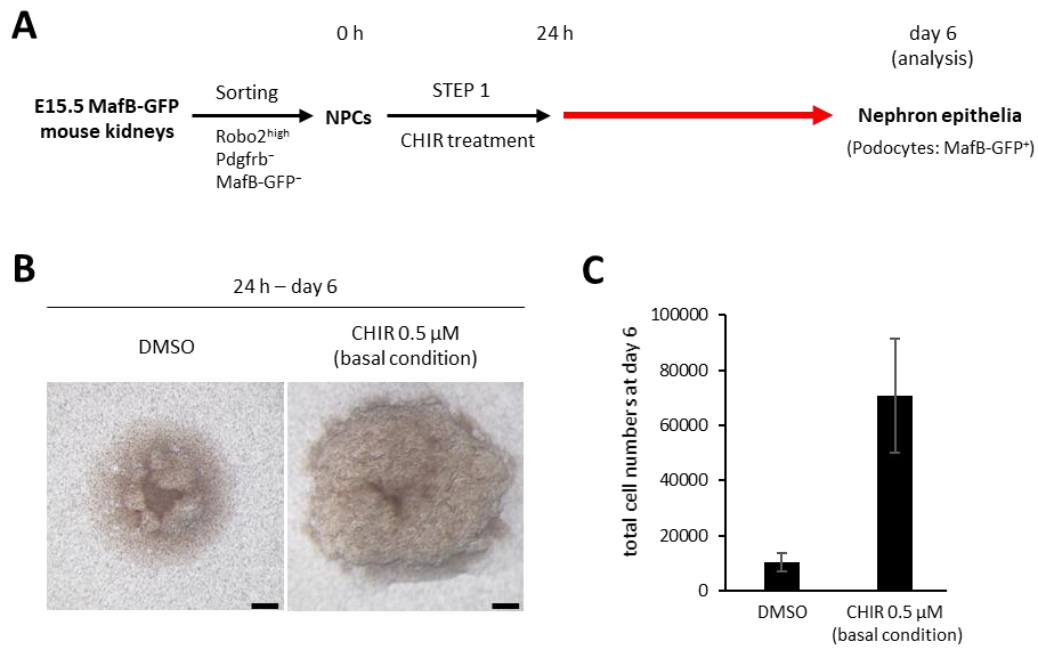 A
0 h
24 h
day 6
(analysis)
E15.5 MafB-GFP
mouse kidneys
Sorting
Robo2high
Pdgfrb⁻
MafB-GFP⁻
NPCs
STEP 1
CHIR treatment
Nephron epithelia
(Podocytes: MafB-GFP⁺)
B
24 h – day 6
DMSO
CHIR 0.5 µM
(basal condition)
C
total cell numbers at day 6
100000
80000
60000
40000
20000
0
DMSO
CHIR 0.5 µM
(basal condition)